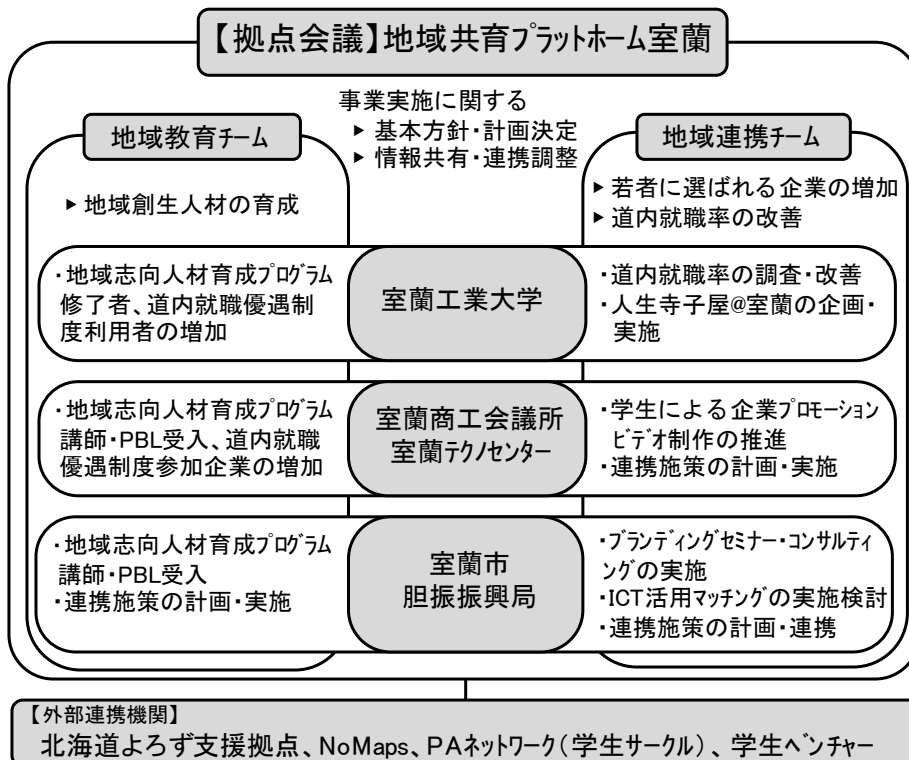 【拠点会議】地域共育プラットホーム室蘭
事業実施に関する
▶ 基本方針・計画決定
▶ 情報共有・連携調整
地域教育チーム
▶ 地域創生人材の育成
地域連携チーム
▶ 若者に選ばれる企業の増加
▶ 道内就職率の改善
・地域志向人材育成プログラム
修了者、道内就職優遇制
度利用者の増加
室蘭工業大学
・道内就職率の調査・改善
・人生寺子屋@室蘭の企画・
実施
・地域志向人材育成プログラム
講師・PBL受入、道内就職
優遇制度参加企業の増加
室蘭商工会議所
室蘭テクノセンター
・学生による企業プロモーション
ビデオ制作の推進
・連携施策の計画・実施
・地域志向人材育成プログラム
講師・PBL受入
・連携施策の計画・実施
室蘭市
胆振振興局
・ブランディングセミナー・コンサルティ
ングの実施
・ICT活用マッチングの実施検討
・連携施策の計画・連携
【外部連携機関】
北海道よろず支援拠点、NoMaps、PAネットワーク（学生サークル）、学生ベンチャー